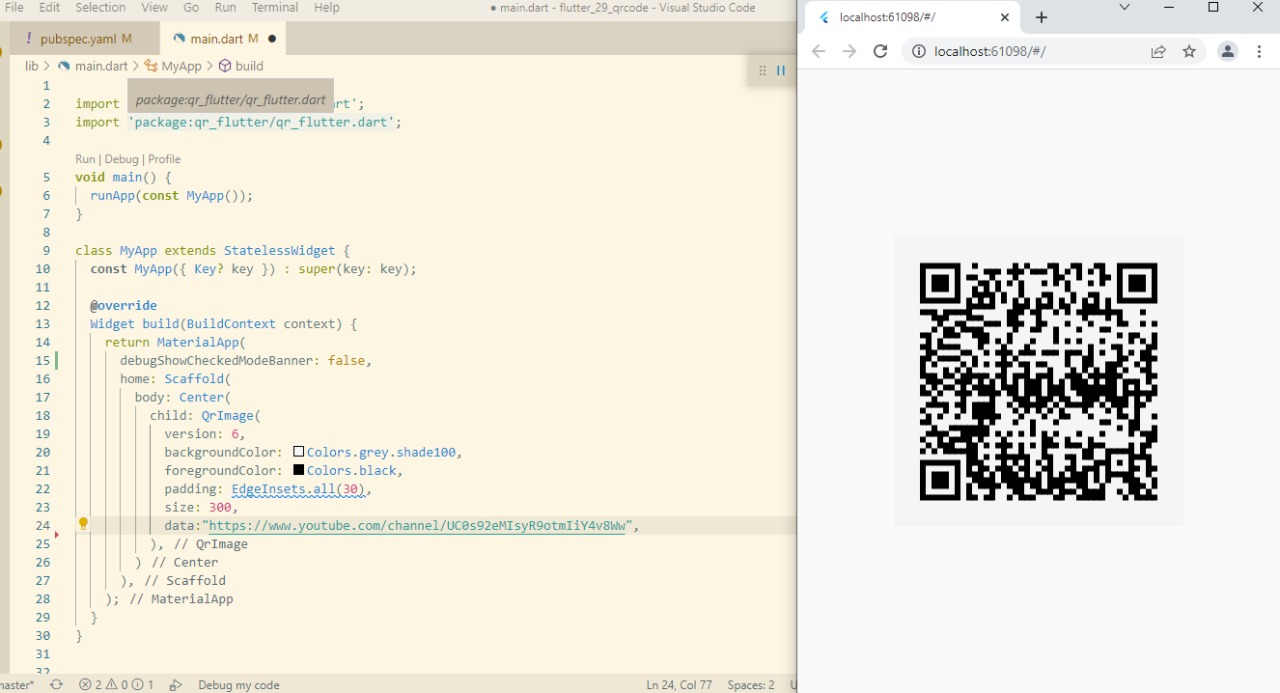 File Edit Selection View Go Run Terminal Help ● main.dart - flutter_29_qrcode - Visual Studio Code
! pubspec.yaml M main.dart M ●
lib > main.dart > MyApp > build
1
package:qr_flutter/qr_flutter.dart
2 import rt';
3 import 'package:qr_flutter/qr_flutter.dart';
4
Run | Debug | Profile
5 void main() {
6 runApp(const MyApp());
7 }
8
9 class MyApp extends StatelessWidget {
10 const MyApp({ Key? key }) : super(key: key);
11
12 @override
13 Widget build(BuildContext context) {
14 return MaterialApp(
15 debugShowCheckedModeBanner: false,
16 home: Scaffold(
17 body: Center(
18 child: QrImage(
19 version: 6,
20 backgroundColor: Colors.grey.shade100,
21 foregroundColor: Colors.black,
22 padding: EdgeInsets.all(30),
23 size: 300,
24 data:"https://www.youtube.com/channel/UC0s92eMIsyR9otmIiY4v8Ww",
25 ), // QrImage
26 ) // Center
27 ), // Scaffold
28 ); // MaterialApp
29 }
30 }
31
32
master* 2 0 1 Debug my code Ln 24, Col 77 Spaces: 2 U
localhost:61098/#/
localhost:61098/#/